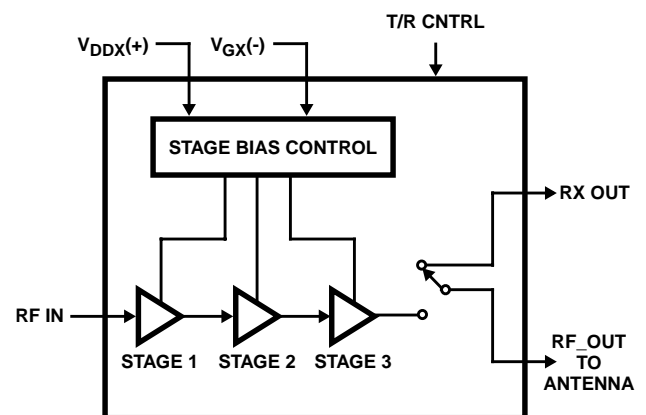 T/R CNTRL
VDDX(+)
VGX(-)
STAGE BIAS CONTROL
RX OUT
RF IN
STAGE 1
STAGE 2
STAGE 3
RF_OUT
TO
ANTENNA